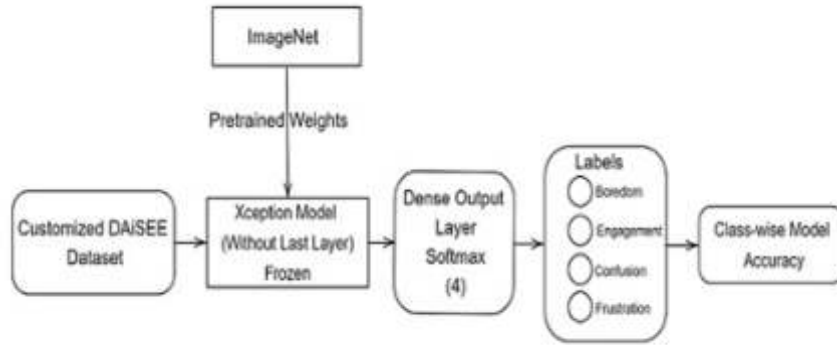 ImageNet
Pretrained Weights
Customized DAiSEE
Dataset
Xception Model
(Without Last Layer)
Frozen
Dense Output
Layer
Softmax
(4)
Labels
Boredom
Engagement
Confusion
Frustration
Class-wise Model
Accuracy